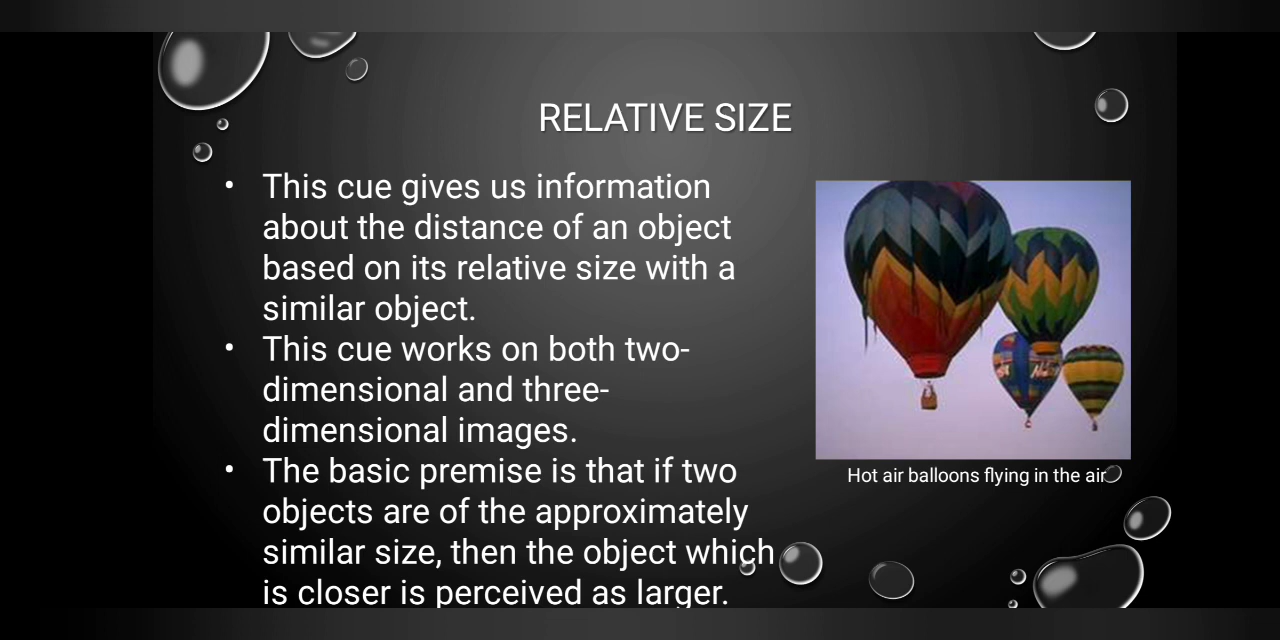 RELATIVE SIZE
• This cue gives us information
about the distance of an object
based on its relative size with a
similar object.
• This cue works on both two-
dimensional and three-
dimensional images.
• The basic premise is that if two
objects are of the approximately
similar size, then the object which
is closer is perceived as larger.
Hot air balloons flying in the air